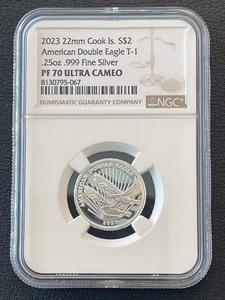 2023 22mm Cook Is. S$2
American Double Eagle T-1
.25oz .999 Fine Silver
PF 70 ULTRA CAMEO
8130795-067
NUMISMATIC GUARANTY COMPANY
NGC
2023